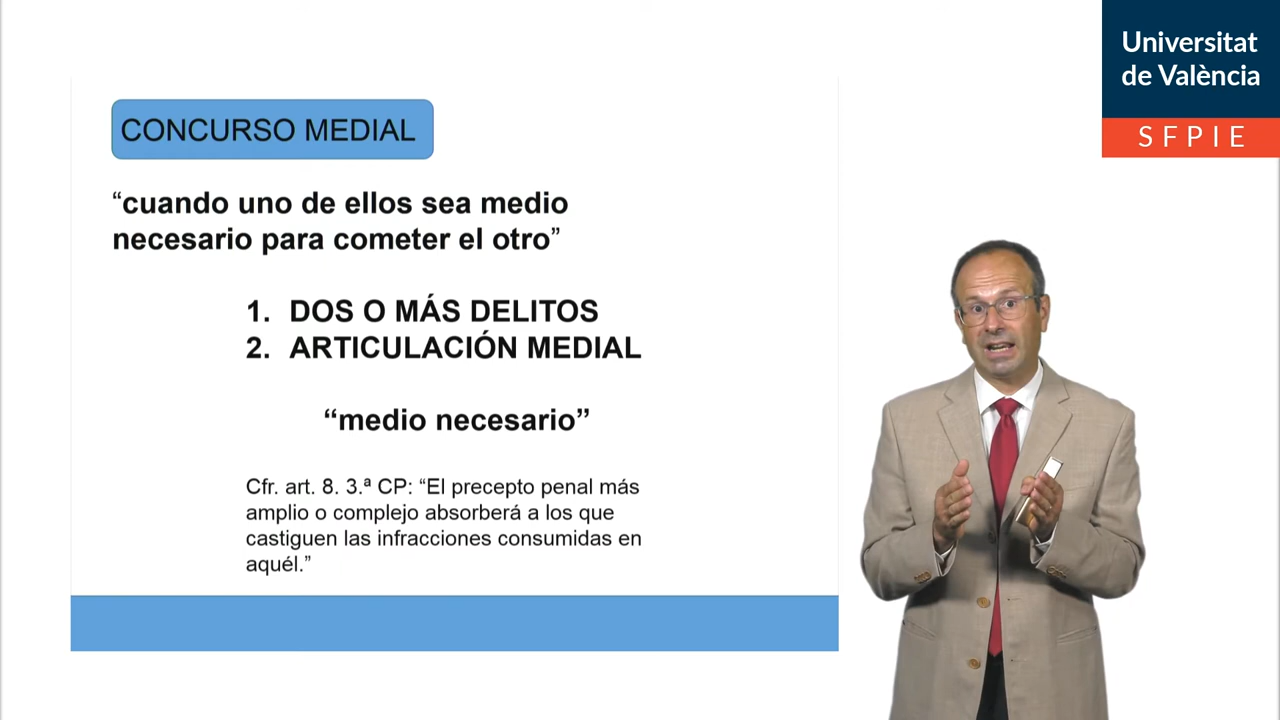 Universitat
de València
SFPIE
CONCURSO MEDIAL
“cuando uno de ellos sea medio
necesario para cometer el otro”
1. DOS O MÁS DELITOS
2. ARTICULACIÓN MEDIAL
“medio necesario”
Cfr. art. 8. 3.ª CP: “El precepto penal más
amplio o complejo absorberá a los que
castiguen las infracciones consumidas en
aquél.”